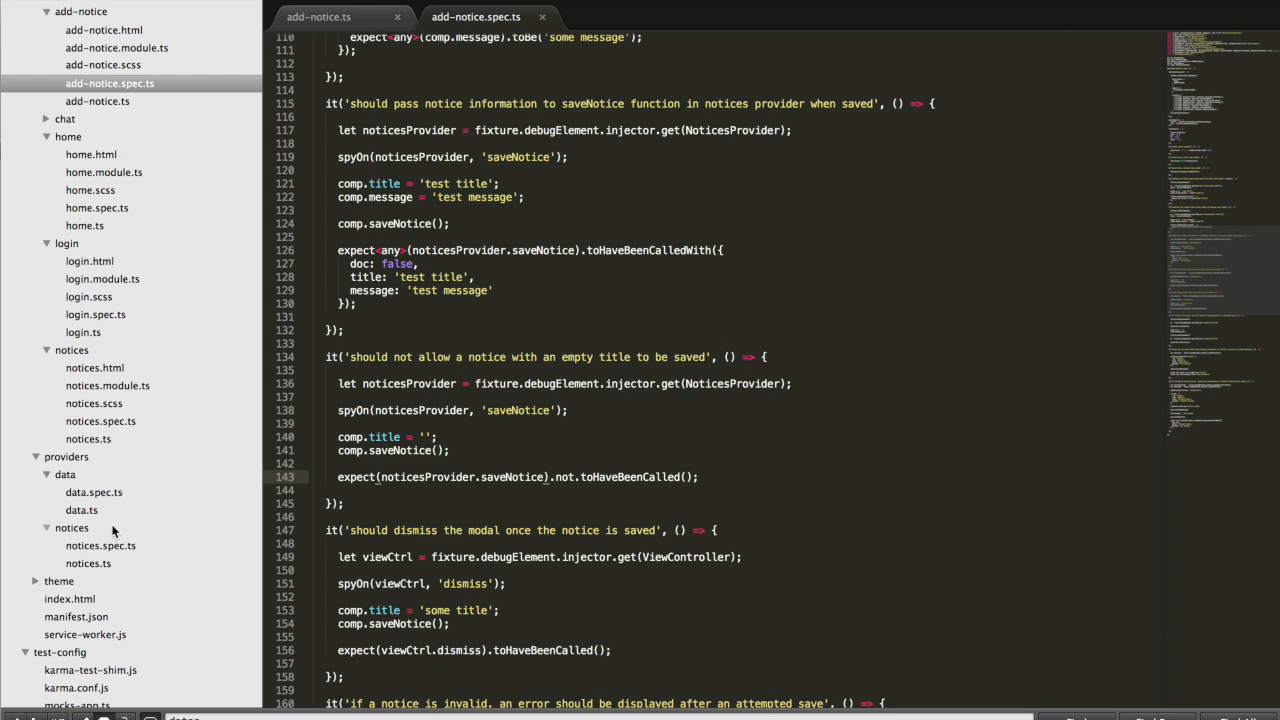 add-notice
add-notice.html
add-notice.module.ts
add-notice.scss
add-notice.spec.ts
add-notice.ts
chat
home
home.html
home.module.ts
home.scss
home.spec.ts
home.ts
login
login.html
login.module.ts
login.scss
login.spec.ts
login.ts
notices
notices.html
notices.module.ts
notices.scss
notices.spec.ts
notices.ts
providers
data
data.spec.ts
data.ts
notices
notices.spec.ts
notices.ts
theme
index.html
manifest.json
service-worker.js
test-config
karma-test-shim.js
karma.conf.js
mocks-app.ts
add-notice.ts ×
add-notice.spec.ts ×
110 expect<any>(comp.message).toBe('some message');
111 });
112
113 });
114
115 it('should pass notice information to saveNotice function in notices provider when saved', () => {
116
117 let noticesProvider = fixture.debugElement.injector.get(NoticesProvider);
118
119 spyOn(noticesProvider, 'saveNotice');
120
121 comp.title = 'test title';
122 comp.message = 'test message';
123
124 comp.saveNotice();
125
126 expect<any>(noticesProvider.saveNotice).toHaveBeenCalledWith({
127 doc: false,
128 title: 'test title',
129 message: 'test message'
130 });
131
132 });
133
134 it('should not allow a notice with an empty title to be saved', () => {
135
136 let noticesProvider = fixture.debugElement.injector.get(NoticesProvider);
137
138 spyOn(noticesProvider, 'saveNotice');
139
140 comp.title = '';
141 comp.saveNotice();
142
143 expect(noticesProvider.saveNotice).not.toHaveBeenCalled();
144
145 });
146
147 it('should dismiss the modal once the notice is saved', () => {
148
149 let viewCtrl = fixture.debugElement.injector.get(ViewController);
150
151 spyOn(viewCtrl, 'dismiss');
152
153 comp.title = 'some title';
154 comp.saveNotice();
155
156 expect(viewCtrl.dismiss).toHaveBeenCalled();
157
158 });
159
160 it('if a notice is invalid, an error should be displayed after an attempted save', () => {